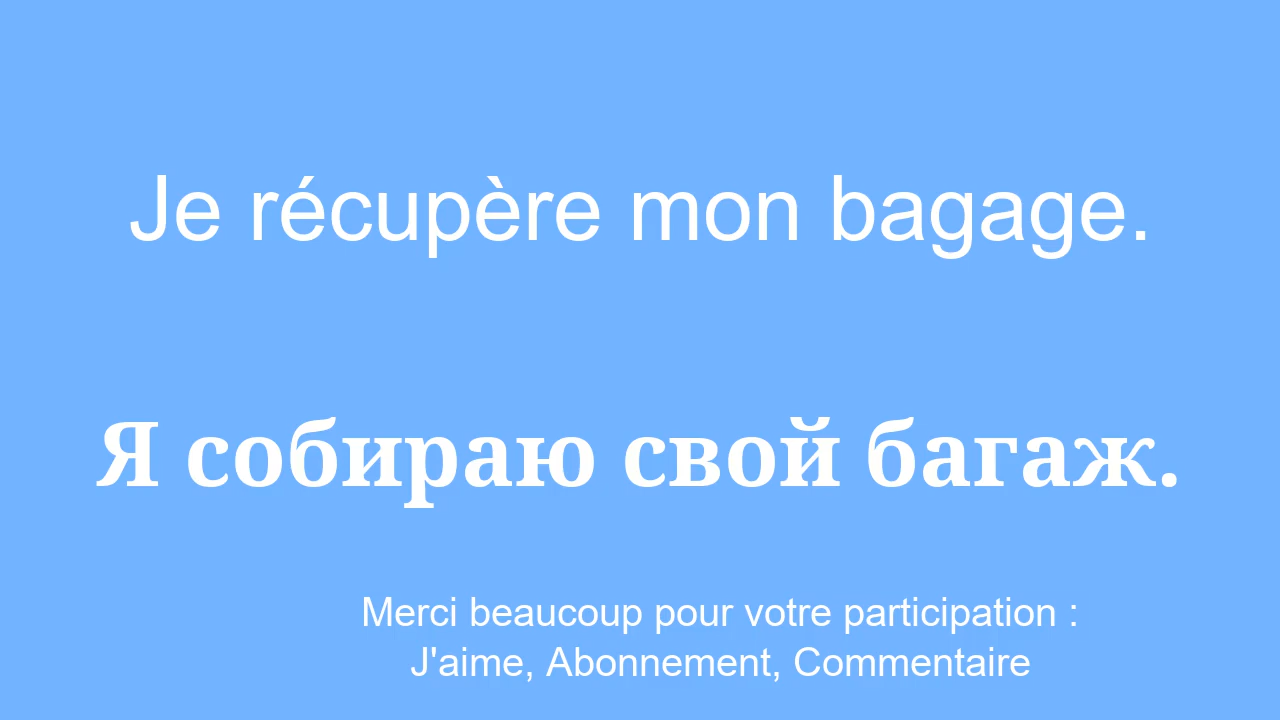 Je récupère mon bagage.
Я собираю свой багаж.
Merci beaucoup pour votre participation :
J'aime, Abonnement, Commentaire